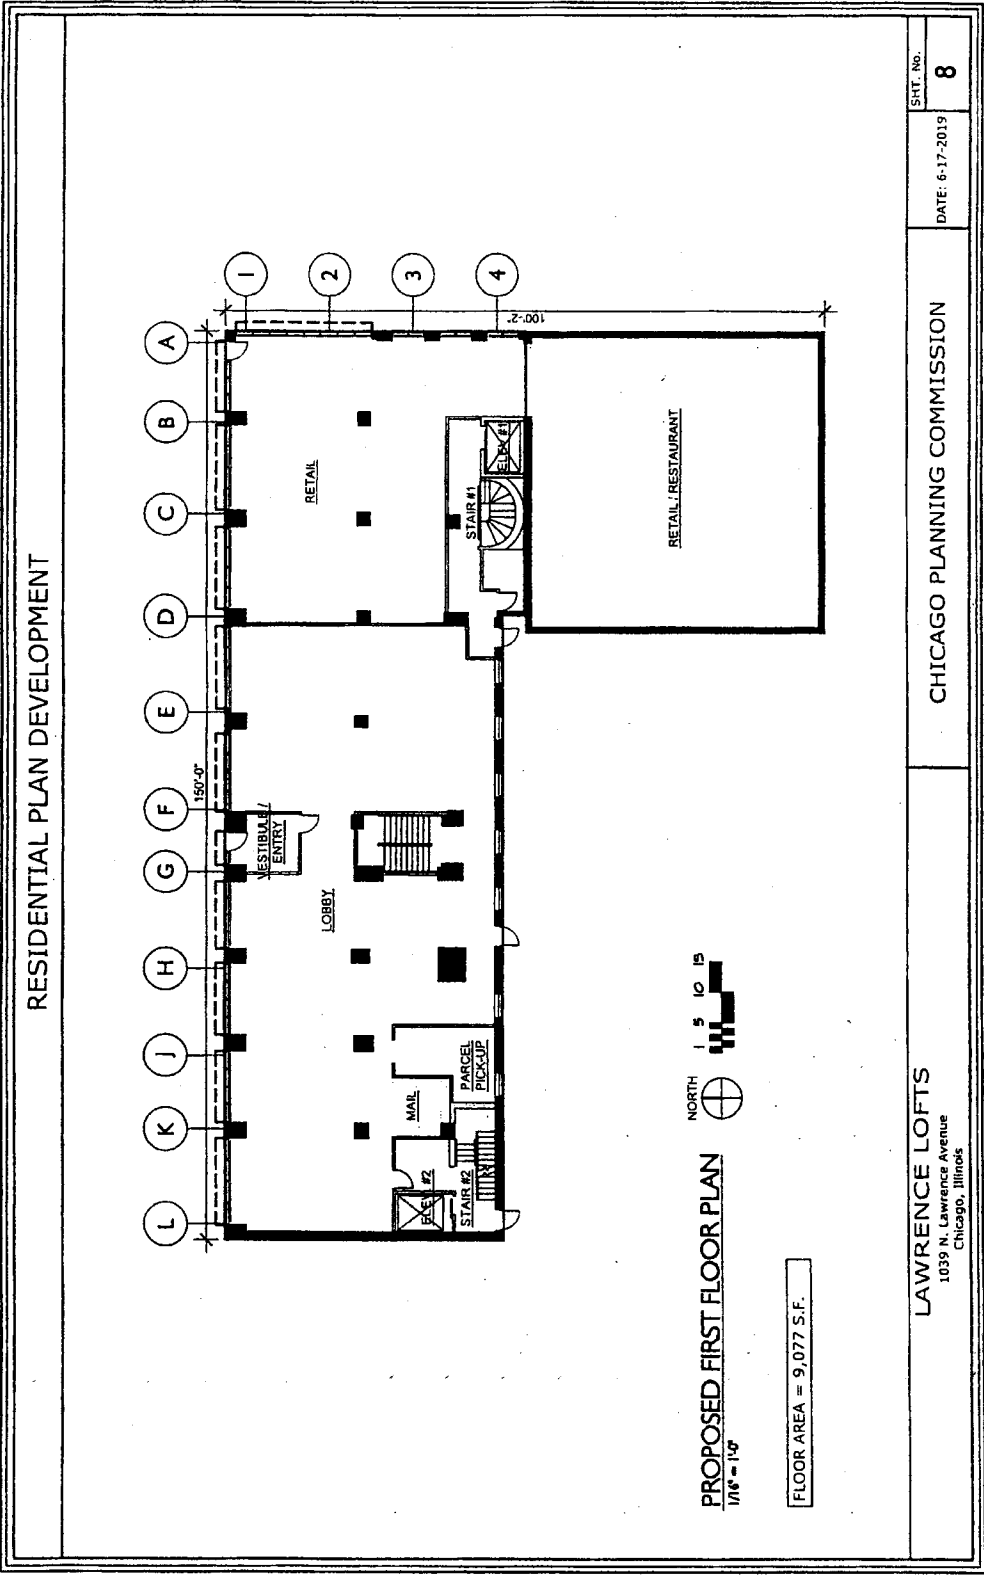 RESIDENTIAL PLAN DEVELOPMENT
L
K
J
H
G
F
E
D
C
B
A
150'-0"
1
2
3
4
100'-2"
VESTIBULE /
ENTRY
LOBBY
RETAIL
ELEV. #2
STAIR #2
MAIL
PARCEL
PICK-UP
STAIR #1
ELEV. #1
RETAIL / RESTAURANT
PROPOSED FIRST FLOOR PLAN
1/16" = 1'-0"
NORTH
1 5 10 15
FLOOR AREA = 9,077 S.F.
LAWRENCE LOFTS
1039 N. Lawrence Avenue
Chicago, Illinois
CHICAGO PLANNING COMMISSION
DATE: 6-17-2019
SHT. No.
8